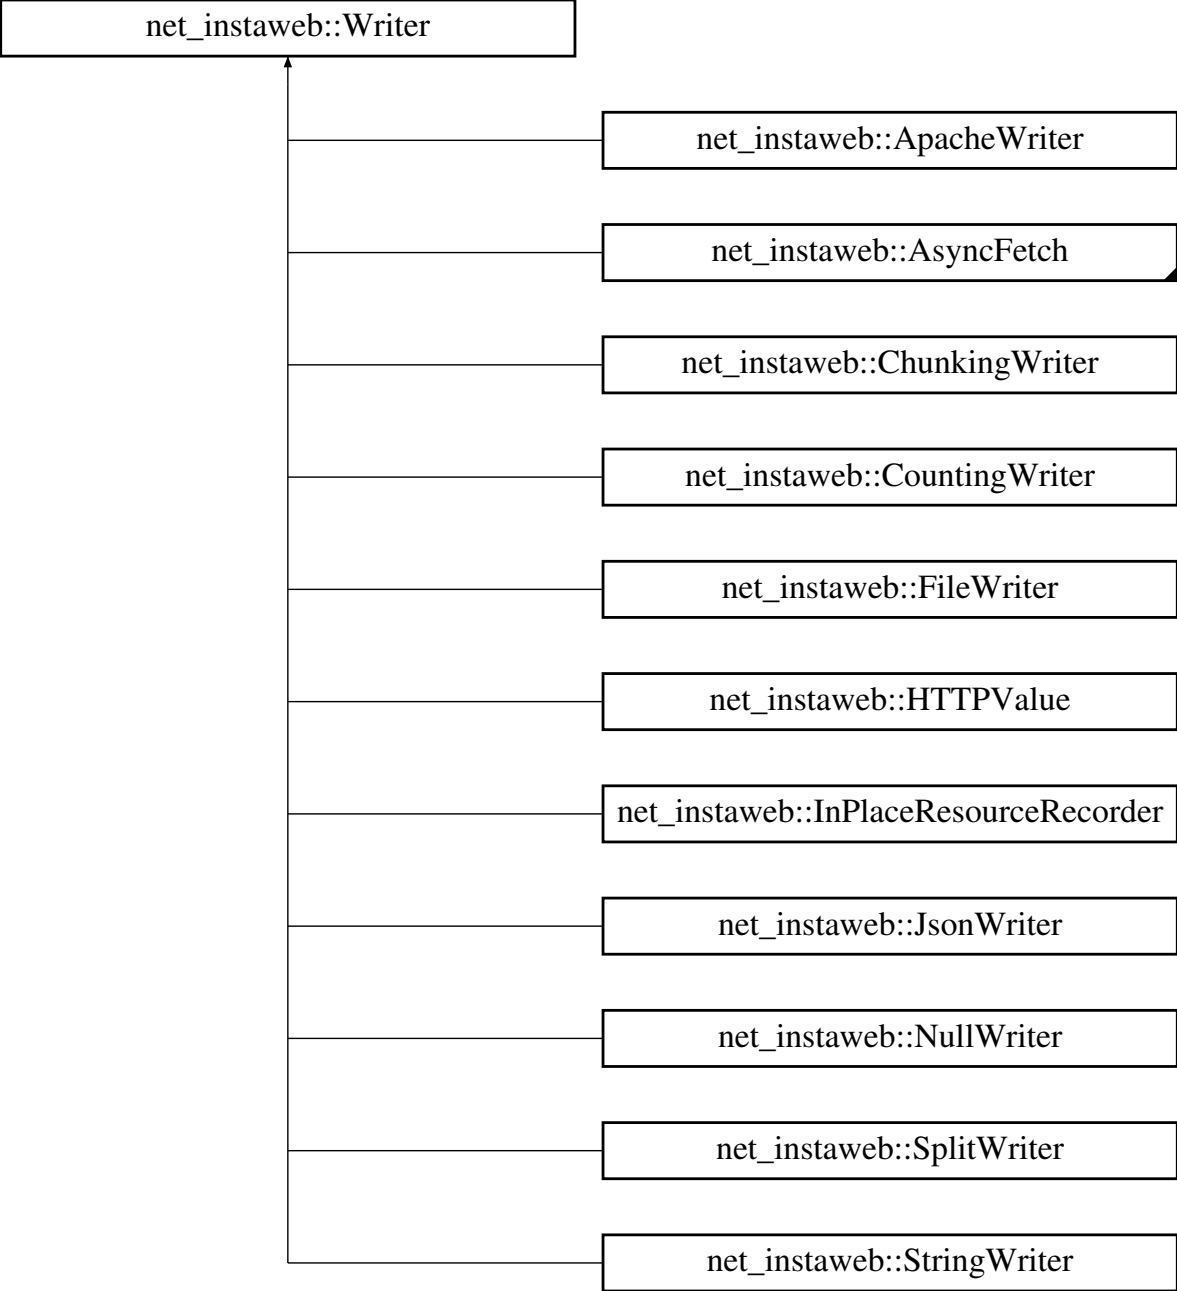 net_instaweb::Writer
net_instaweb::ApacheWriter
net_instaweb::AsyncFetch
net_instaweb::ChunkingWriter
net_instaweb::CountingWriter
net_instaweb::FileWriter
net_instaweb::HTTPValue
net_instaweb::InPlaceResourceRecorder
net_instaweb::JsonWriter
net_instaweb::NullWriter
net_instaweb::SplitWriter
net_instaweb::StringWriter